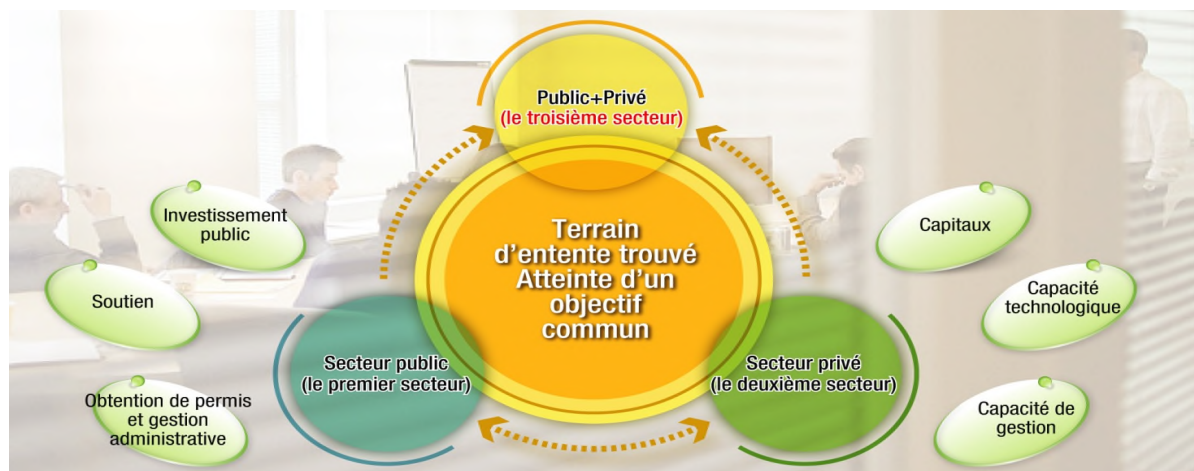 Public+Privé
(le troisième secteur)
Terrain
d'entente trouvé
Atteinte d'un
objectif
commun
Investissement
public
Soutien
Obtention de permis
et gestion
administrative
Secteur public
(le premier secteur)
Secteur privé
(le deuxième secteur)
Capitaux
Capacité
technologique
Capacité de
gestion